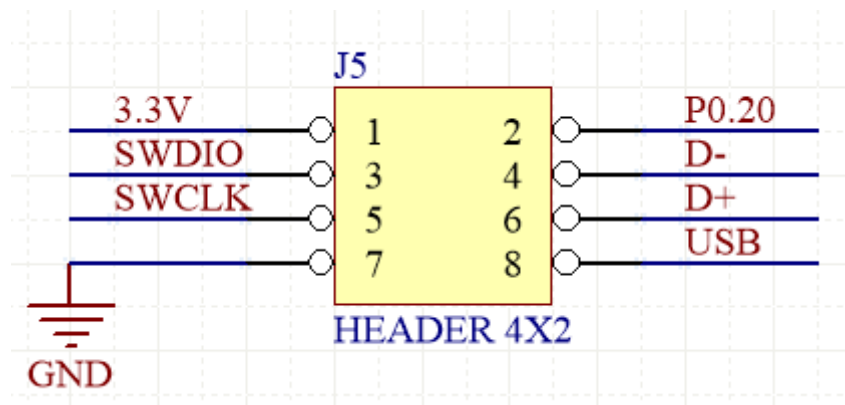 J5
3.3V 1 2 P0.20
SWDIO 3 4 D-
SWCLK 5 6 D+
7 8 USB
HEADER 4X2
GND